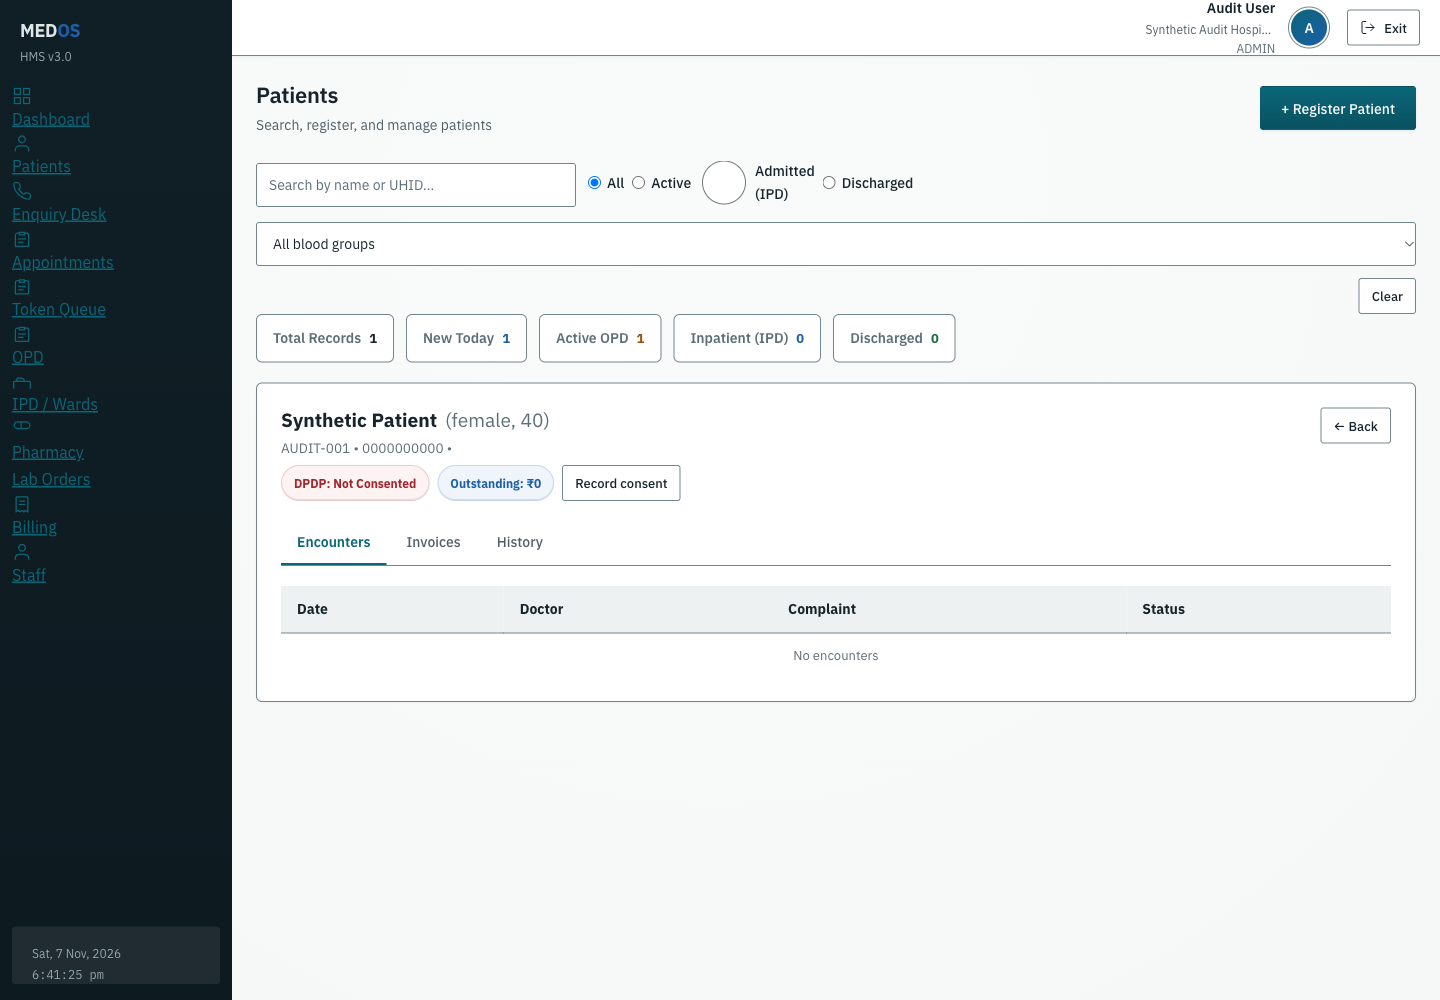 MEDOS
HMS v3.0
Dashboard
Patients
Enquiry Desk
Appointments
Token Queue
OPD
IPD / Wards
Pharmacy
Lab Orders
Billing
Staff
Sat, 7 Nov, 2026
6:41:25 pm
Audit User
Synthetic Audit Hospi...
ADMIN
A
Exit
Patients
Search, register, and manage patients
+ Register Patient
Search by name or UHID...
All
Active
Admitted
(IPD)
Discharged
All blood groups
Clear
Total Records 1
New Today 1
Active OPD 1
Inpatient (IPD) 0
Discharged 0
Synthetic Patient (female, 40)
← Back
AUDIT-001 • 0000000000 •
DPDP: Not Consented
Outstanding: ₹0
Record consent
Encounters
Invoices
History
Date
Doctor
Complaint
Status
No encounters